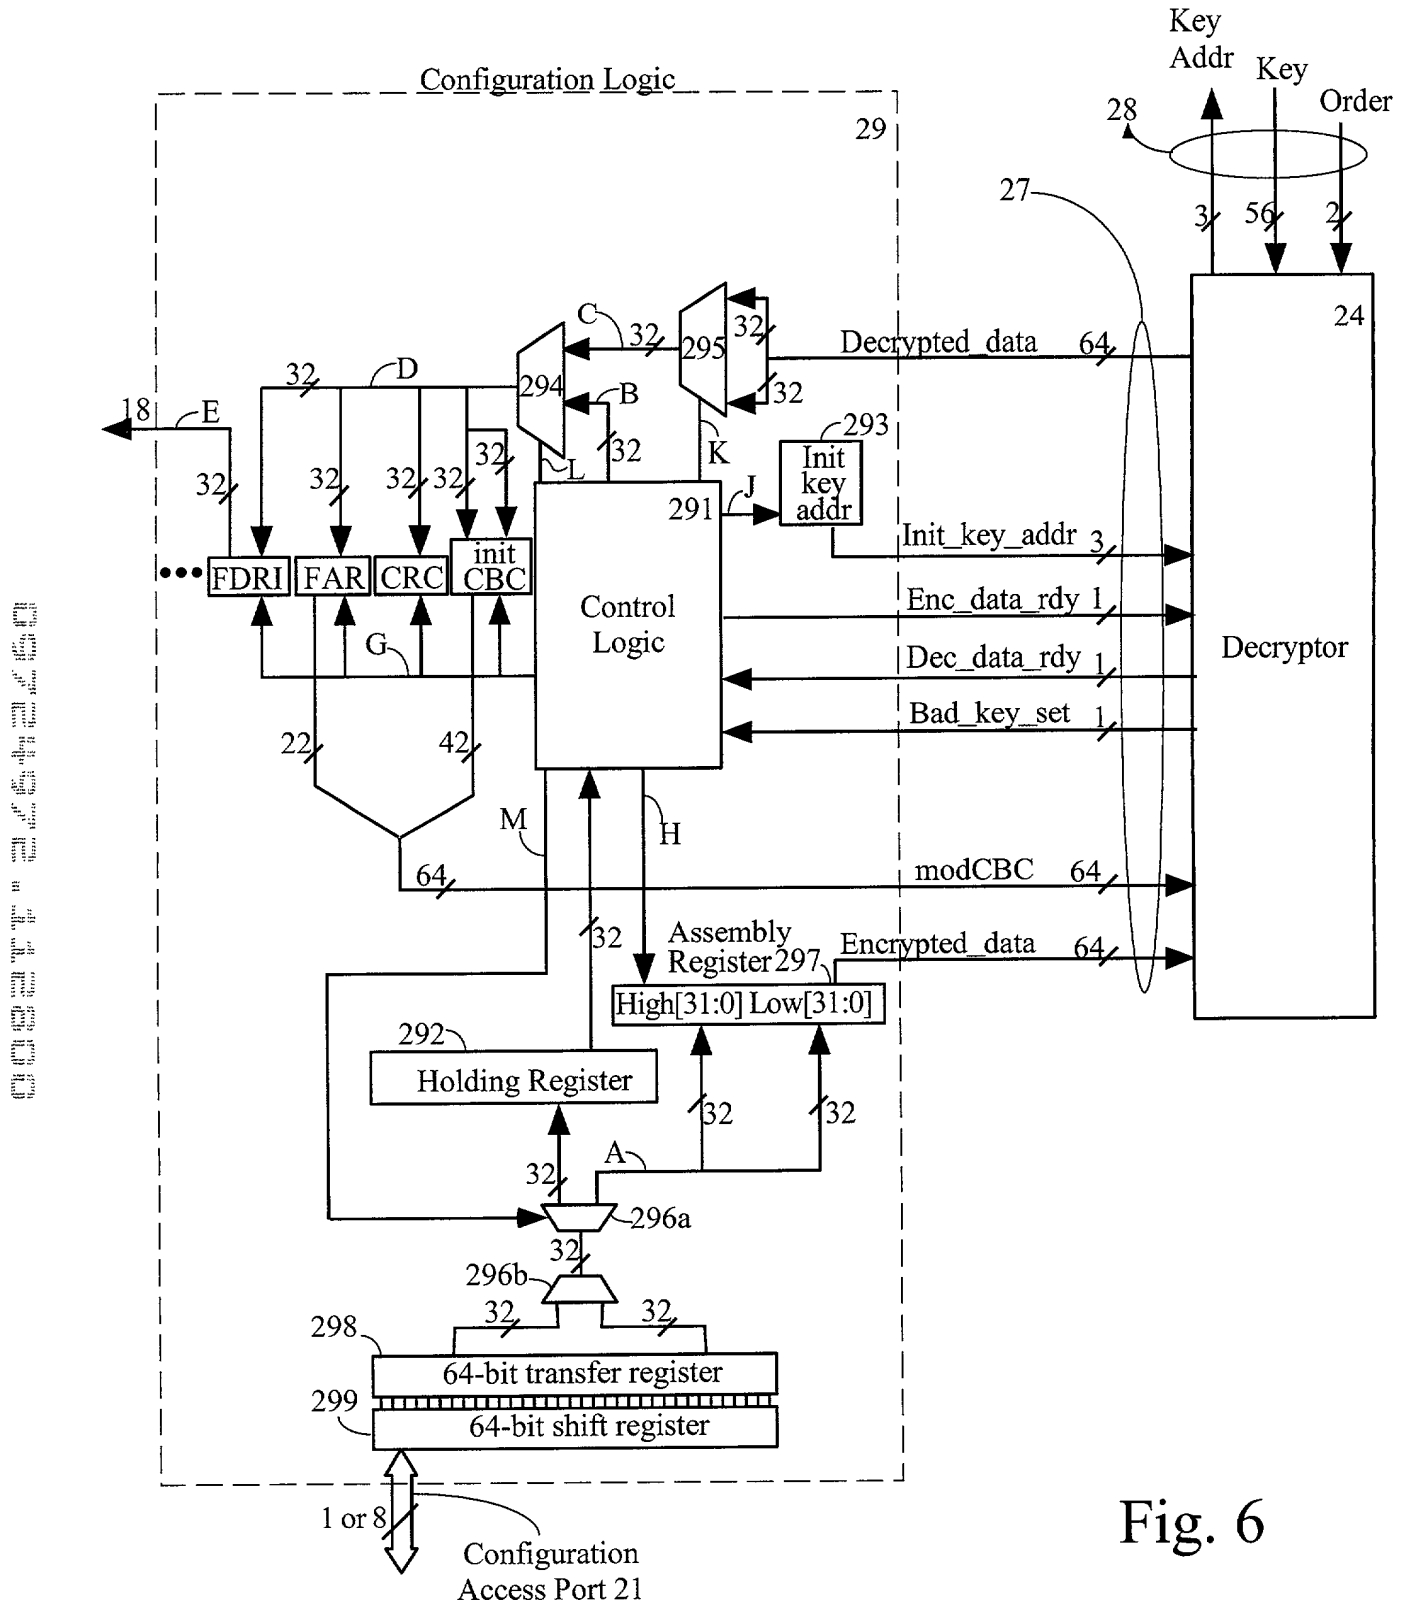 Key
Addr
Key
Order
Configuration Logic
29
28
27
3
56
2
24
C
32
295
32
Decrypted_data
64
32
D
294
B
32
18
E
293
Init
key
addr
32
L
K
J
291
32
32
32
32
32
Init_key_addr
3
init
CBC
FDRI
FAR
CRC
Control
Logic
Enc_data_rdy
1
Decryptor
G
Dec_data_rdy
1
Bad_key_set
1
22
42
M
H
modCBC
64
64
Assembly
Register
297
Encrypted_data
64
32
High[31:0] Low[31:0]
292
Holding Register
32
32
A
32
296a
32
296b
32
32
298
64-bit transfer register
299
64-bit shift register
1 or 8
Configuration
Access Port 21
Fig. 6
09724972.112800